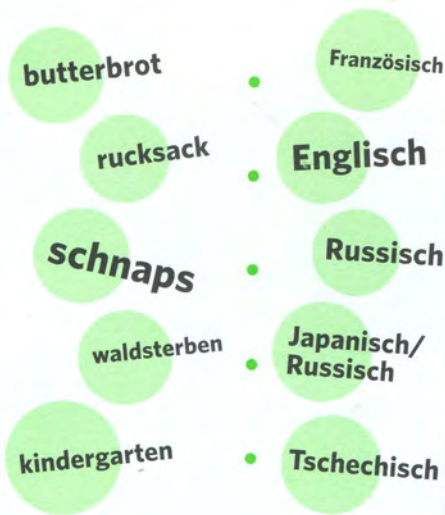 butterbrot
Französisch
rucksack
Englisch
schnaps
Russisch
waldsterben
Japanisch/
Russisch
kindergarten
Tschechisch